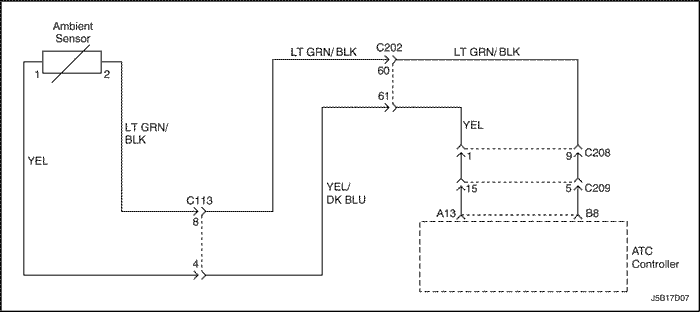 Ambient
Sensor
1
2
LT GRN/
BLK
YEL
C113
8
4
LT GRN/BLK
C202
60
61
LT GRN/BLK
YEL/
DK BLU
YEL
1
9
C208
15
5
C209
A13
B8
ATC
Controller
J5B17D07